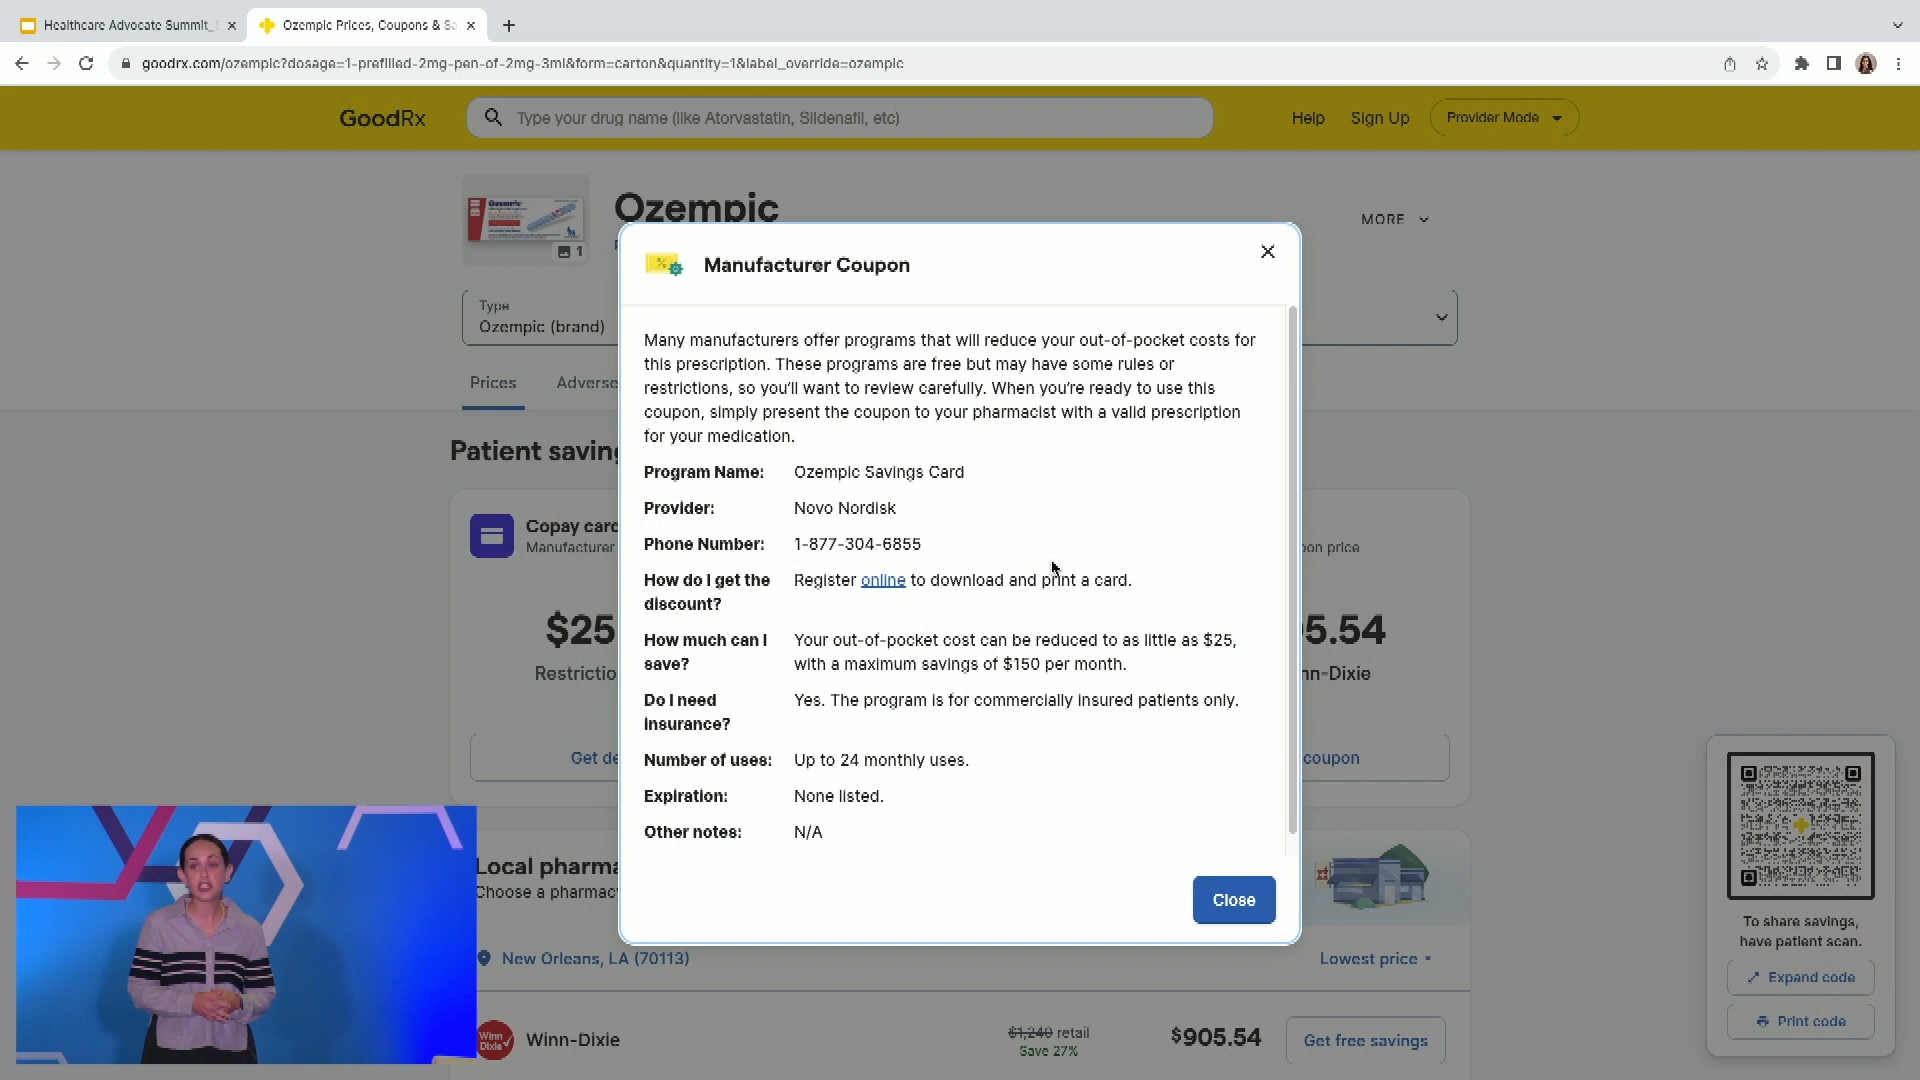 Healthcare Advocate Summit_
Ozempic Prices, Coupons & Sa
goodrx.com/ozempic?dosage=1-prefilled-2mg-pen-of-2mg-3ml&form=carton&quantity=1&label_override=ozempic
GoodRx
Type your drug name (like Atorvastatin, Sildenafil, etc)
Help
Sign Up
Provider Mode
Ozempic
1
MORE
Type
Ozempic (brand)
Prices
Adverse
Patient saving
Copay card
Manufacturer
$25
Restrictio
Get de
on price
5.54
nn-Dixie
coupon
Manufacturer Coupon
Many manufacturers offer programs that will reduce your out-of-pocket costs for
this prescription. These programs are free but may have some rules or
restrictions, so you'll want to review carefully. When you're ready to use this
coupon, simply present the coupon to your pharmacist with a valid prescription
for your medication.
Program Name: Ozempic Savings Card
Provider: Novo Nordisk
Phone Number: 1-877-304-6855
How do I get the Register online to download and print a card.
discount?
How much can I Your out-of-pocket cost can be reduced to as little as $25,
save? with a maximum savings of $150 per month.
Do I need Yes. The program is for commercially insured patients only.
insurance?
Number of uses: Up to 24 monthly uses.
Expiration: None listed.
Other notes: N/A
Close
Local pharma
Choose a pharmac
New Orleans, LA (70113)
Lowest price
Winn Dixie
Winn-Dixie
$1,240 retail
Save 27%
$905.54
Get free savings
To share savings,
have patient scan.
Expand code
Print code